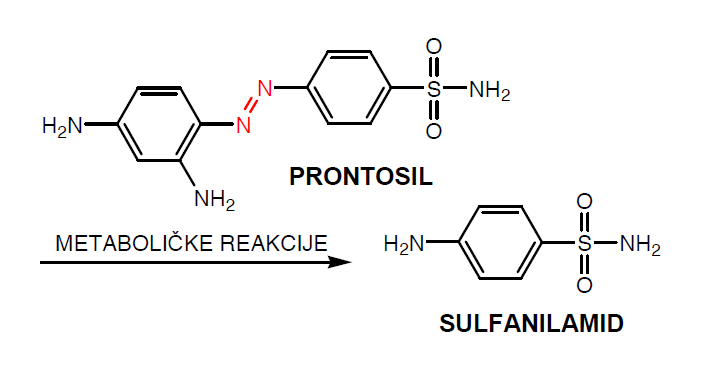 O
N
S
NH₂
H₂N
N
O
NH₂
PRONTOSIL
METABOLIČKE REAKCIJE
O
H₂N
S
NH₂
O
SULFANILAMID